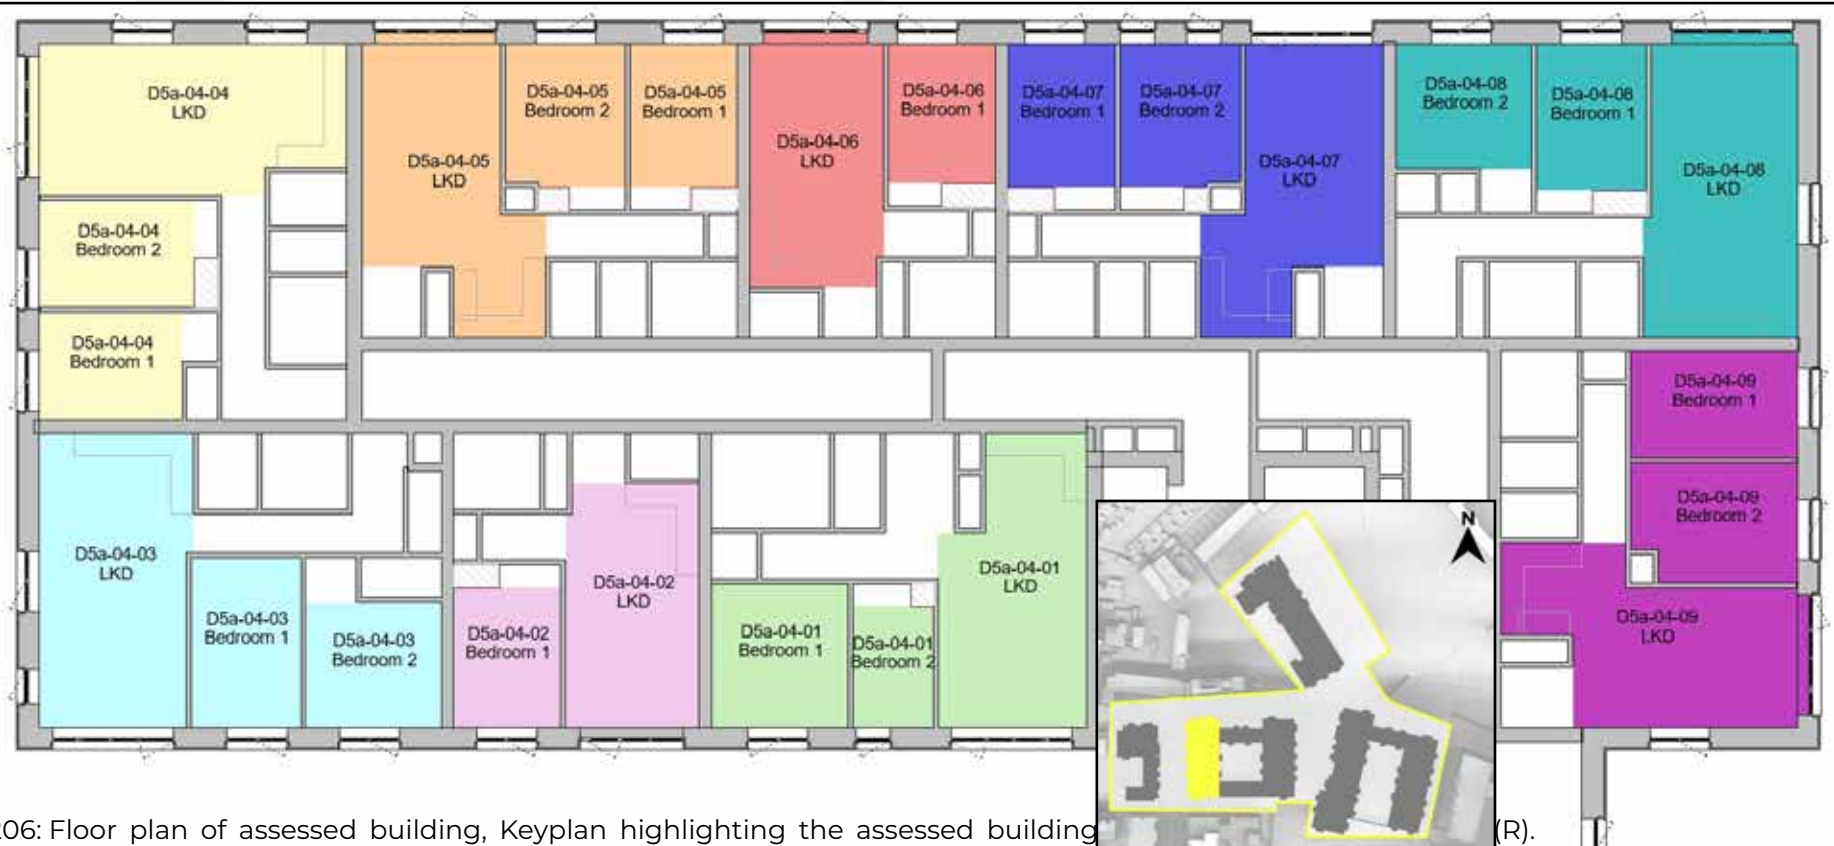 D5a-04-04
LKD
D5a-04-05
LKD
D5a-04-05
Bedroom 2
D5a-04-05
Bedroom 1
D5a-04-06
LKD
D5a-04-06
Bedroom 1
D5a-04-07
Bedroom 1
D5a-04-07
Bedroom 2
D5a-04-07
LKD
D5a-04-08
Bedroom 2
D5a-04-08
Bedroom 1
D5a-04-08
LKD
D5a-04-04
Bedroom 2
D5a-04-04
Bedroom 1
D5a-04-09
Bedroom 1
D5a-04-09
Bedroom 2
D5a-04-09
LKD
D5a-04-03
LKD
D5a-04-03
Bedroom 1
D5a-04-03
Bedroom 2
D5a-04-02
Bedroom 1
D5a-04-02
LKD
D5a-04-01
Bedroom 1
D5a-04-01
Bedroom 2
D5a-04-01
LKD
N
206: Floor plan of assessed building, Keyplan highlighting the assessed building (R).